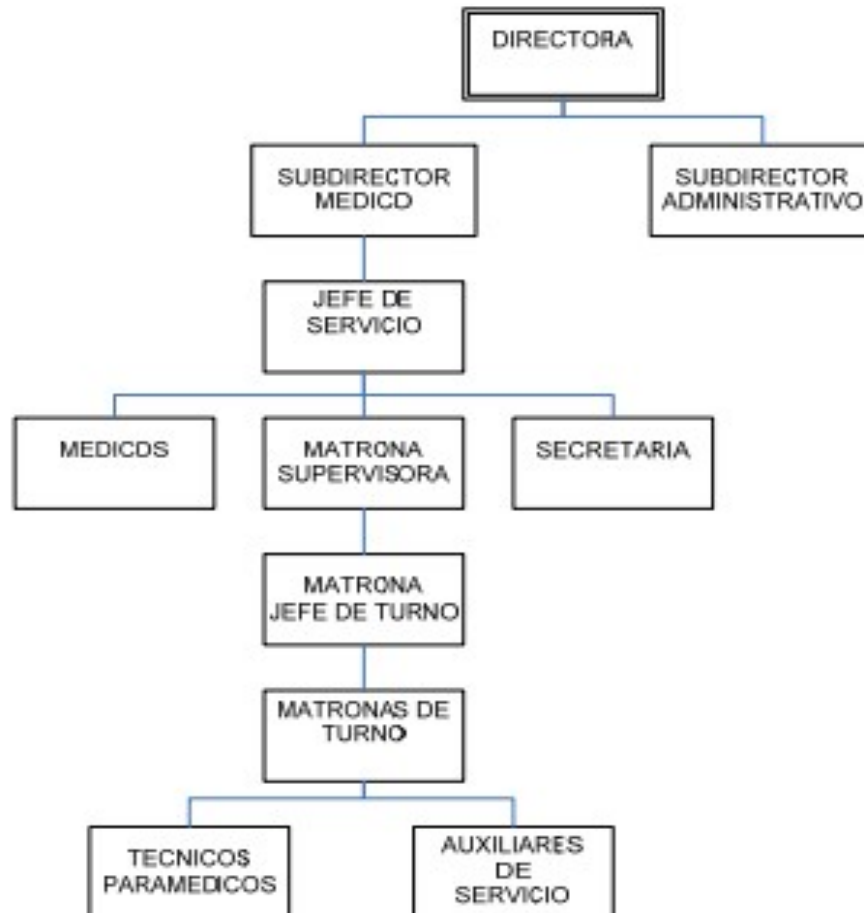 DIRECTORA
SUBDIRECTOR
MEDICO
SUBDIRECTOR
ADMINISTRATIVO
JEFE DE
SERVICIO
MEDICOS
MATRONA
SUPERVISORA
SECRETARIA
MATRONA
JEFE DE TURNO
MATRONAS DE
TURNO
TECNICOS
PARAMEDICOS
AUXILIARES
DE
SERVICIO